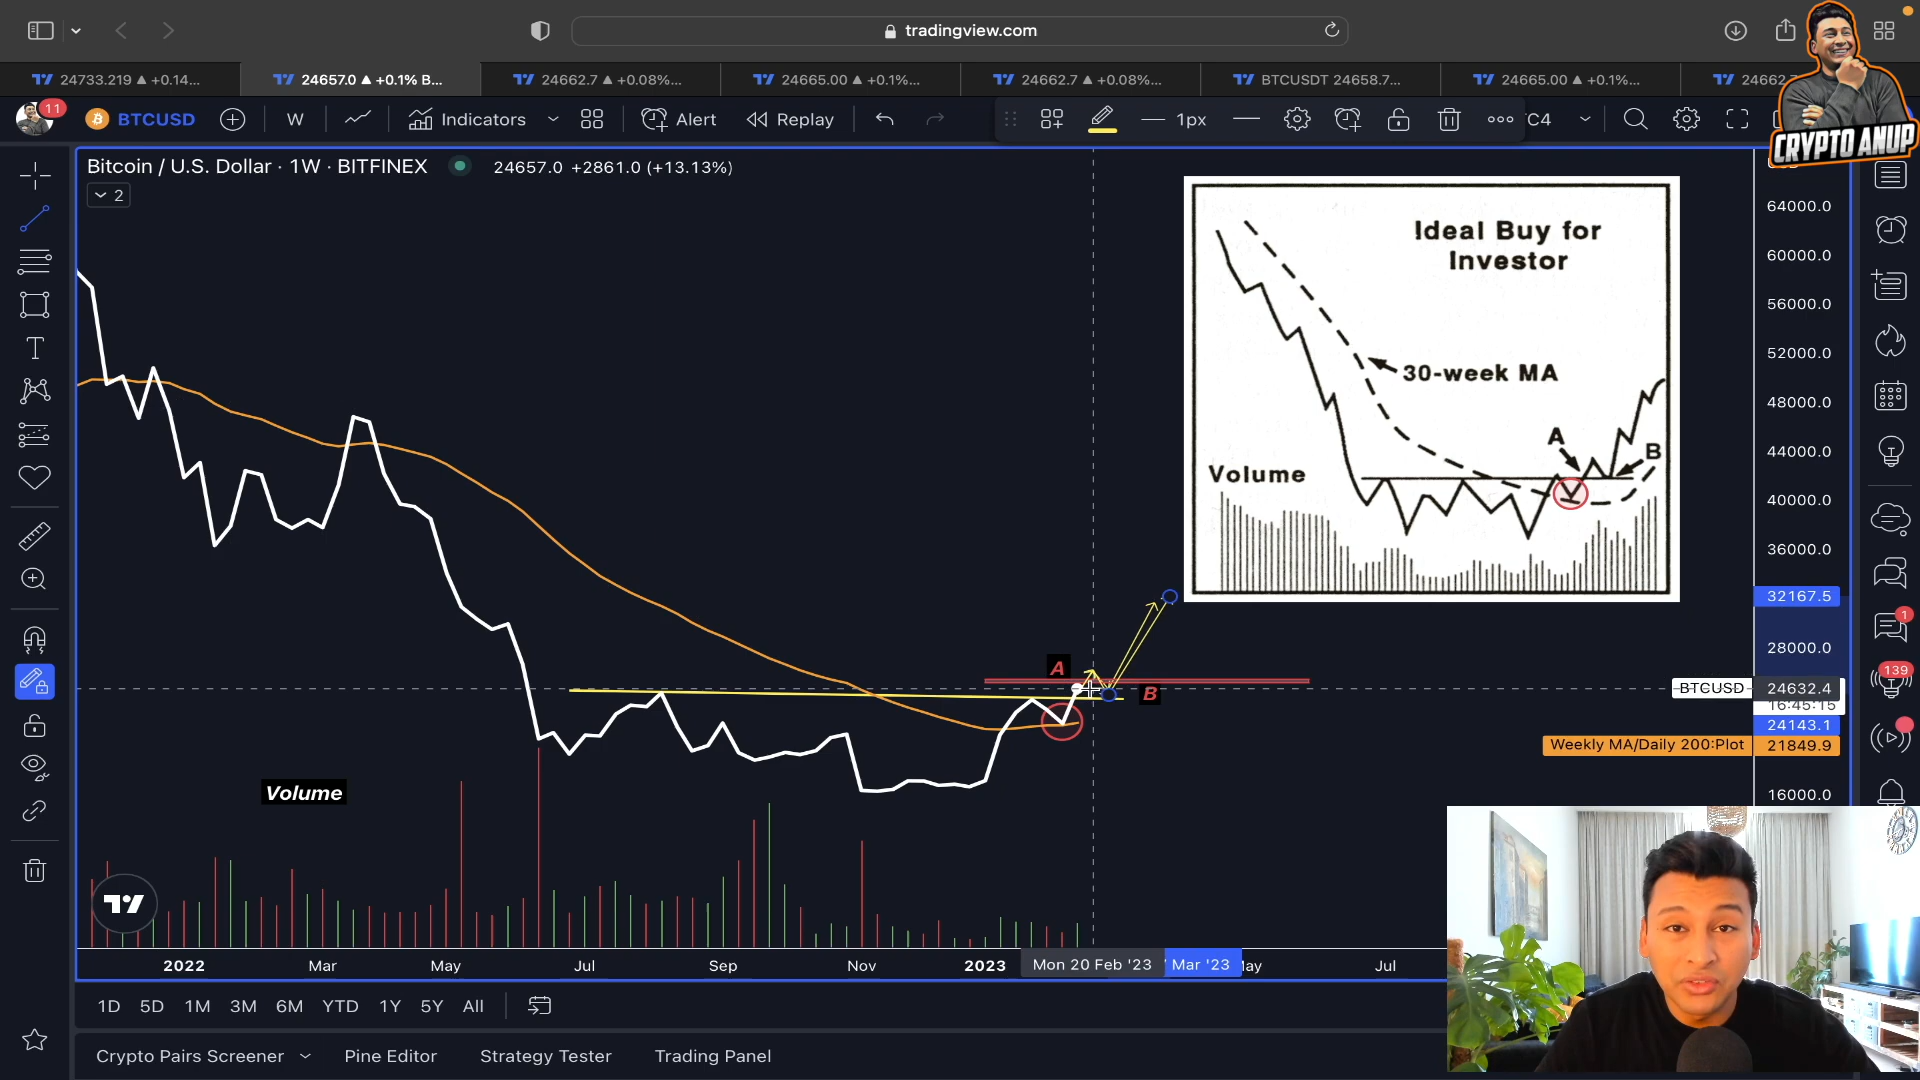 tradingview.com
24733.219 ▲ +0.14...
24657.0 ▲ +0.1% B...
24662.7 ▲ +0.08%...
24665.00 ▲ +0.1%...
24662.7 ▲ +0.08%...
BTCUSDT 24658.7...
24665.00 ▲ +0.1%...
24662.7
CRYPTO ANUP
11
BTCUSD
W
Indicators
Alert
Replay
1px
Bitcoin / U.S. Dollar · 1W · BITFINEX
24657.0 +2861.0 (+13.13%)
2
Ideal Buy for
Investor
30-week MA
A
B
Volume
A
B
Volume
64000.0
60000.0
56000.0
52000.0
48000.0
44000.0
40000.0
36000.0
32167.5
28000.0
BTCUSD
24632.4
16:45:15
24143.1
Weekly MA/Daily 200:Plot
21849.9
16000.0
1
139
2022
Mar
May
Jul
Sep
Nov
2023
Mon 20 Feb '23
Mar '23
Jul
1D
5D
1M
3M
6M
YTD
1Y
5Y
All
Crypto Pairs Screener
Pine Editor
Strategy Tester
Trading Panel